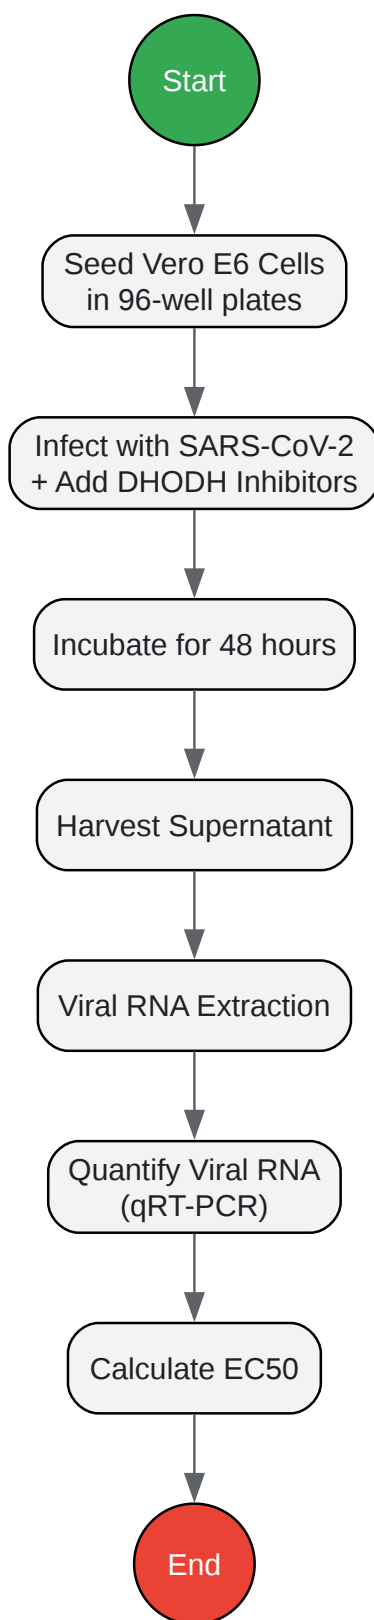 Start
Seed Vero E6 Cells
in 96-well plates
Infect with SARS-CoV-2
+ Add DHODH Inhibitors
Incubate for 48 hours
Harvest Supernatant
Viral RNA Extraction
Quantify Viral RNA
(qRT-PCR)
Calculate EC50
End